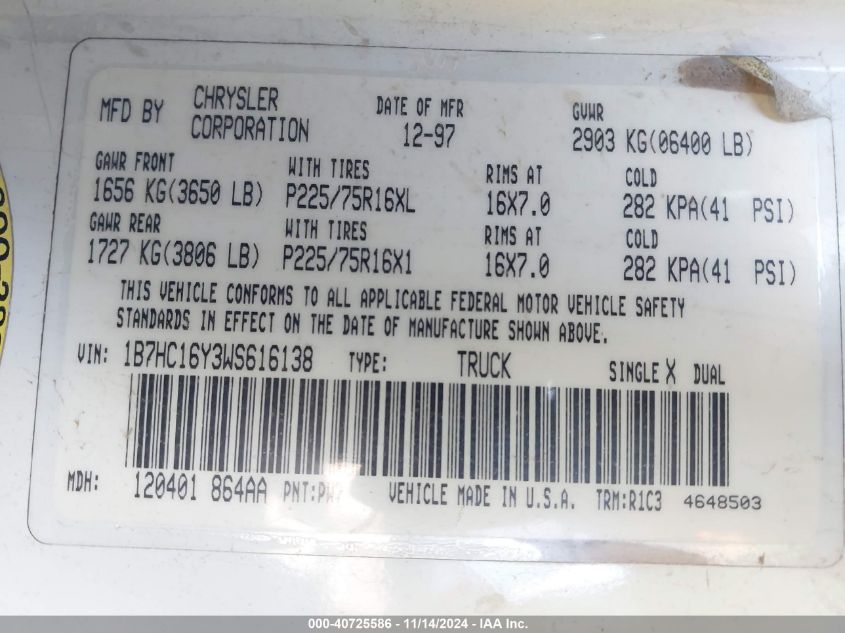 MFD BY CHRYSLER CORPORATION DATE OF MFR 12-97 GVWR 2903 KG(06400 LB)
GAWR FRONT WITH TIRES RIMS AT COLD
1656 KG(3650 LB) P225/75R16XL 16X7.0 282 KPA(41 PSI)
GAWR REAR WITH TIRES RIMS AT COLD
1727 KG(3806 LB) P225/75R16X1 16X7.0 282 KPA(41 PSI)
THIS VEHICLE CONFORMS TO ALL APPLICABLE FEDERAL MOTOR VEHICLE SAFETY
STANDARDS IN EFFECT ON THE DATE OF MANUFACTURE SHOWN ABOVE.
VIN: 1B7HC16Y3WS616138 TYPE: TRUCK SINGLE X DUAL
MDH: 120401 864AA PNT: VEHICLE MADE IN U.S.A. TRM:R1C3 4648503
000-40725586 - 11/14/2024 - IAA Inc.